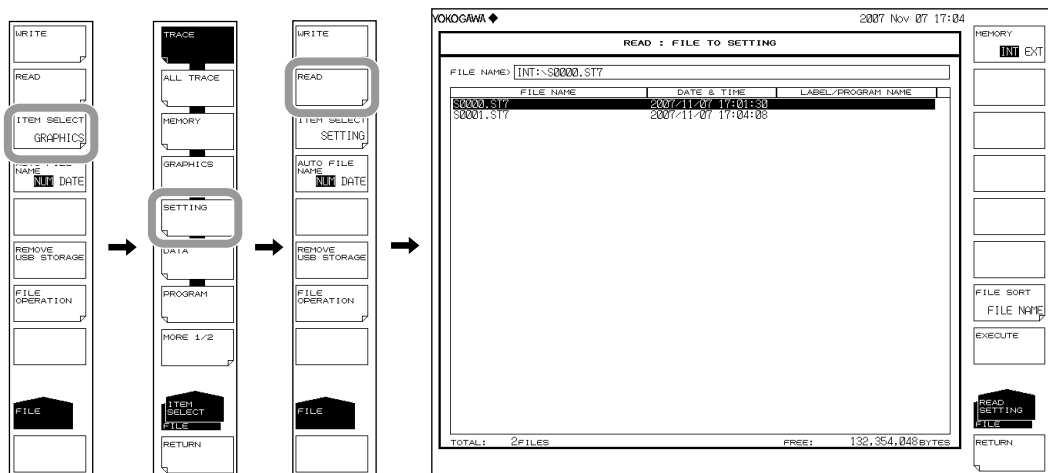 WRITE
READ
ITEM SELECT
GRAPHICS
NAME
NUM DATE
REMOVE
USB STORAGE
FILE
OPERATION
FILE
TRACE
ALL TRACE
MEMORY
GRAPHICS
SETTING
DATA
PROGRAM
MORE 1/2
ITEM
SELECT
FILE
RETURN
WRITE
READ
ITEM SELECT
SETTING
AUTO FILE
NAME
NUM DATE
REMOVE
USB STORAGE
FILE
OPERATION
FILE
YOKOGAWA 2007 Nov 07 17:04
READ : FILE TO SETTING
FILE NAME> INT:\S0000.ST7
FILE NAME DATE & TIME LABEL/PROGRAM NAME
S0000.ST7 2007/11/07 17:01:30
S0001.ST7 2007/11/07 17:04:08
TOTAL: 2FILES FREE: 132,354,048BYTES
MEMORY
INT EXT
FILE SORT
FILE NAME
EXECUTE
READ
SETTING
FILE
RETURN